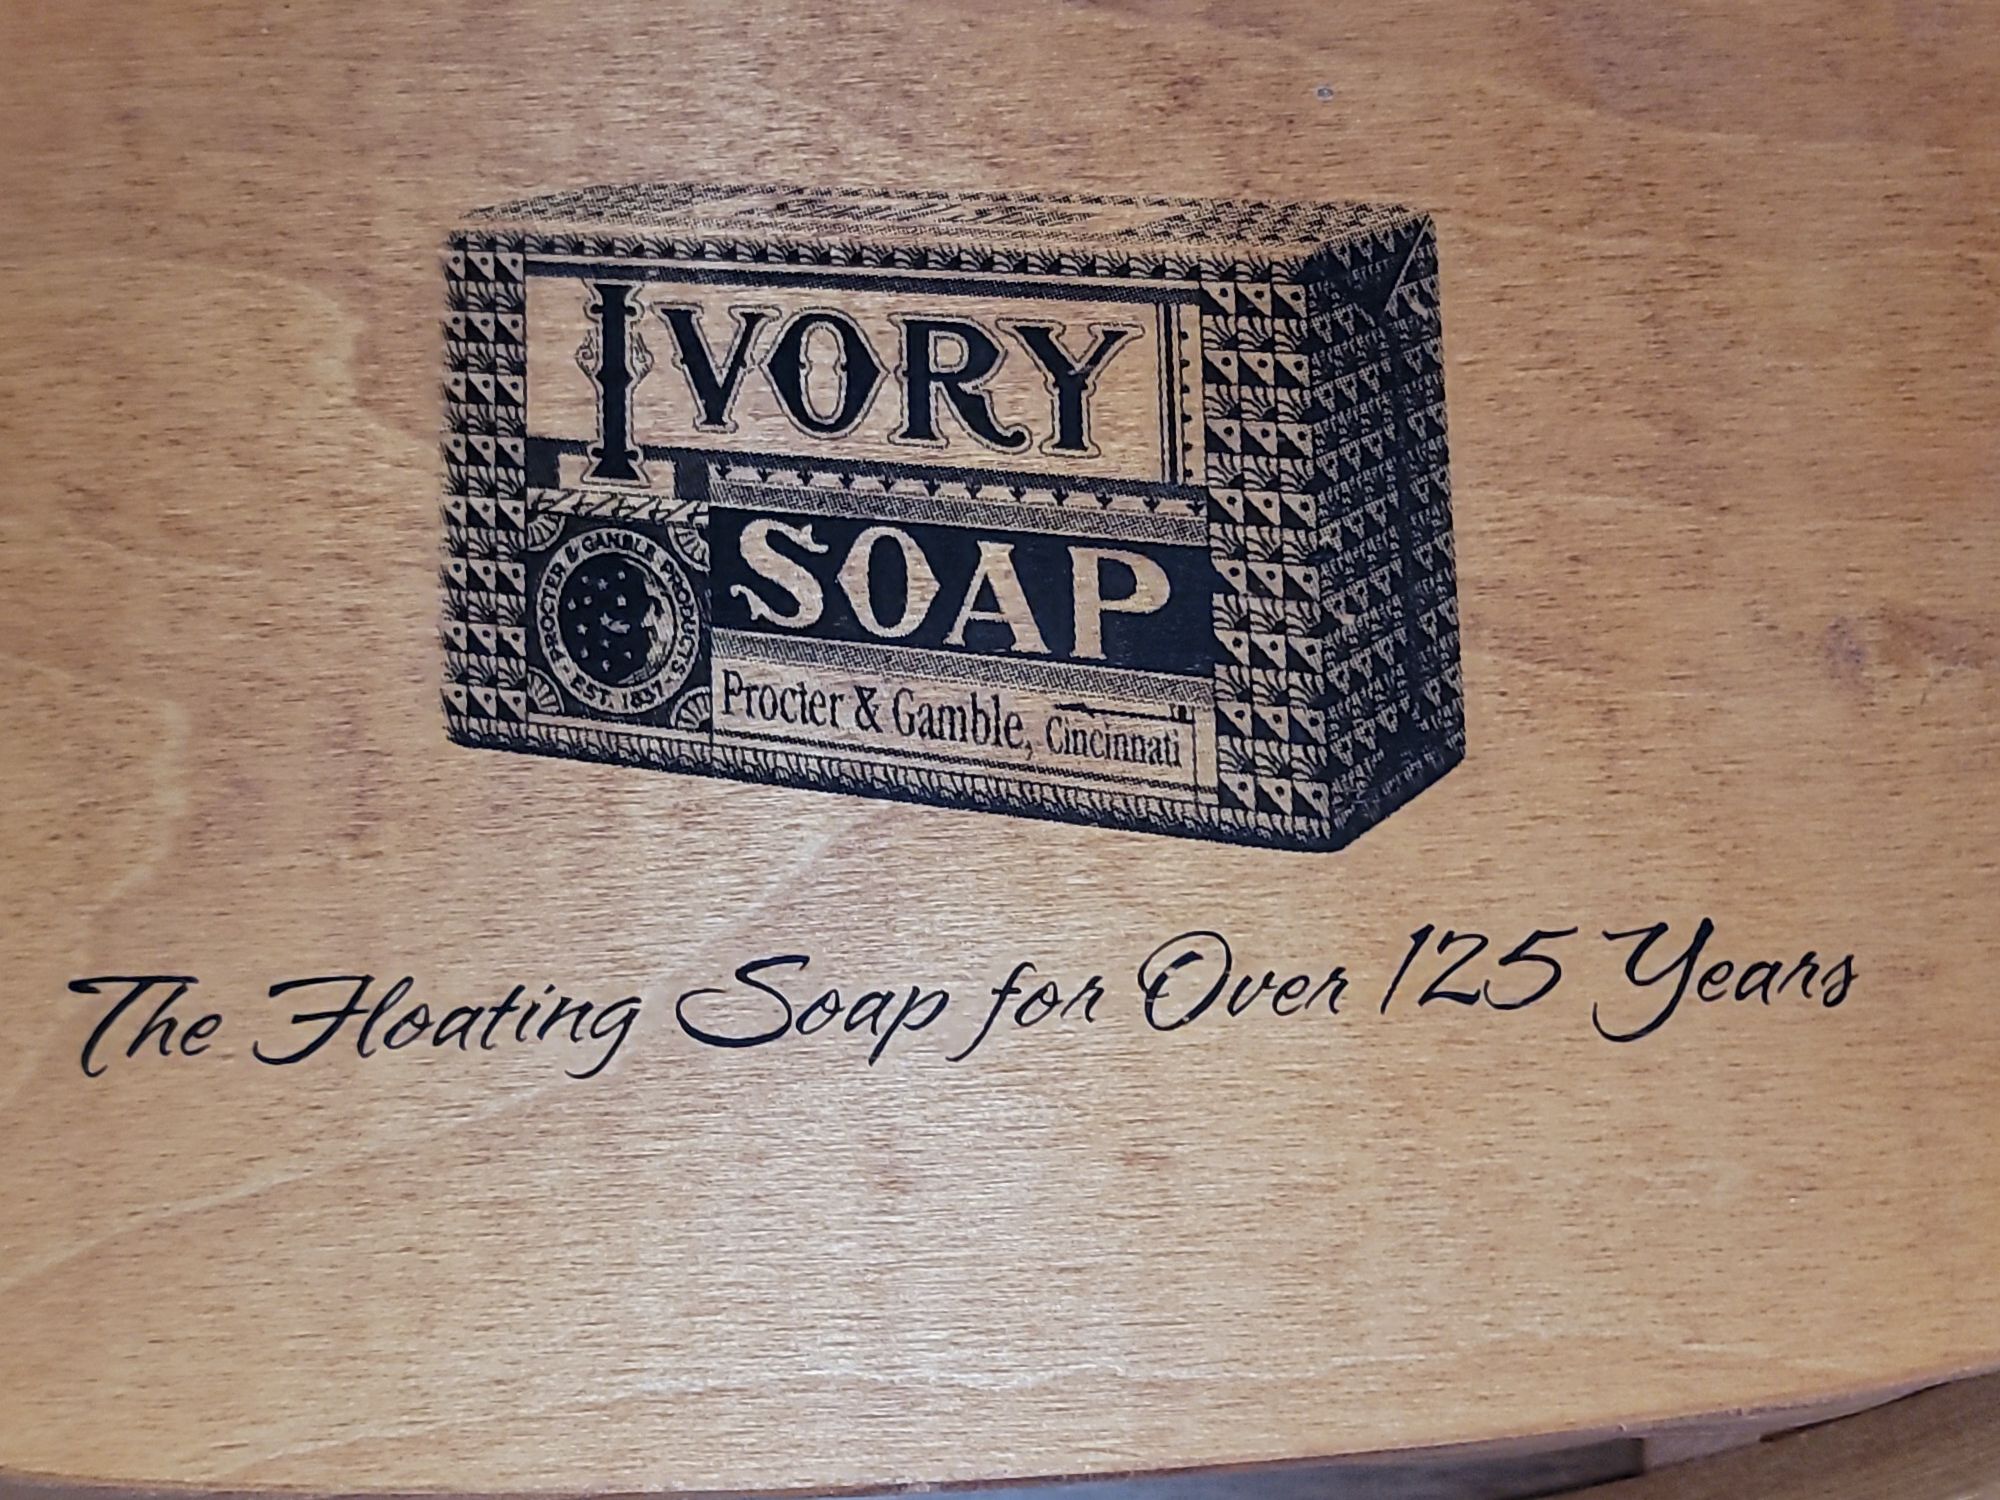 IVORY
SOAP
PROCTER & GAMBLE PRODUCTS
EST. 1837
Procter & Gamble, Cincinnati
The Floating Soap for Over 125 Years